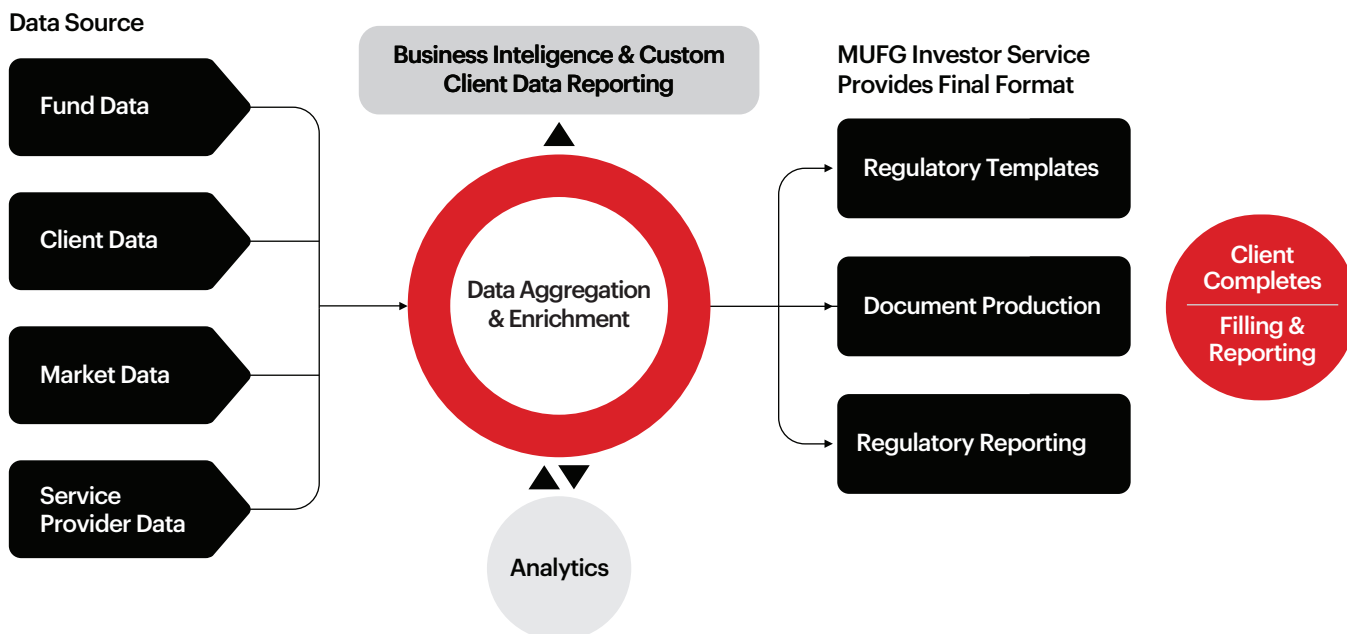 Data Source
Fund Data
Client Data
Market Data
Service
Provider Data
Business Inteligence & Custom
Client Data Reporting
Data Aggregation
& Enrichment
Analytics
MUFG Investor Service
Provides Final Format
Regulatory Templates
Document Production
Regulatory Reporting
Client
Completes
Filling &
Reporting